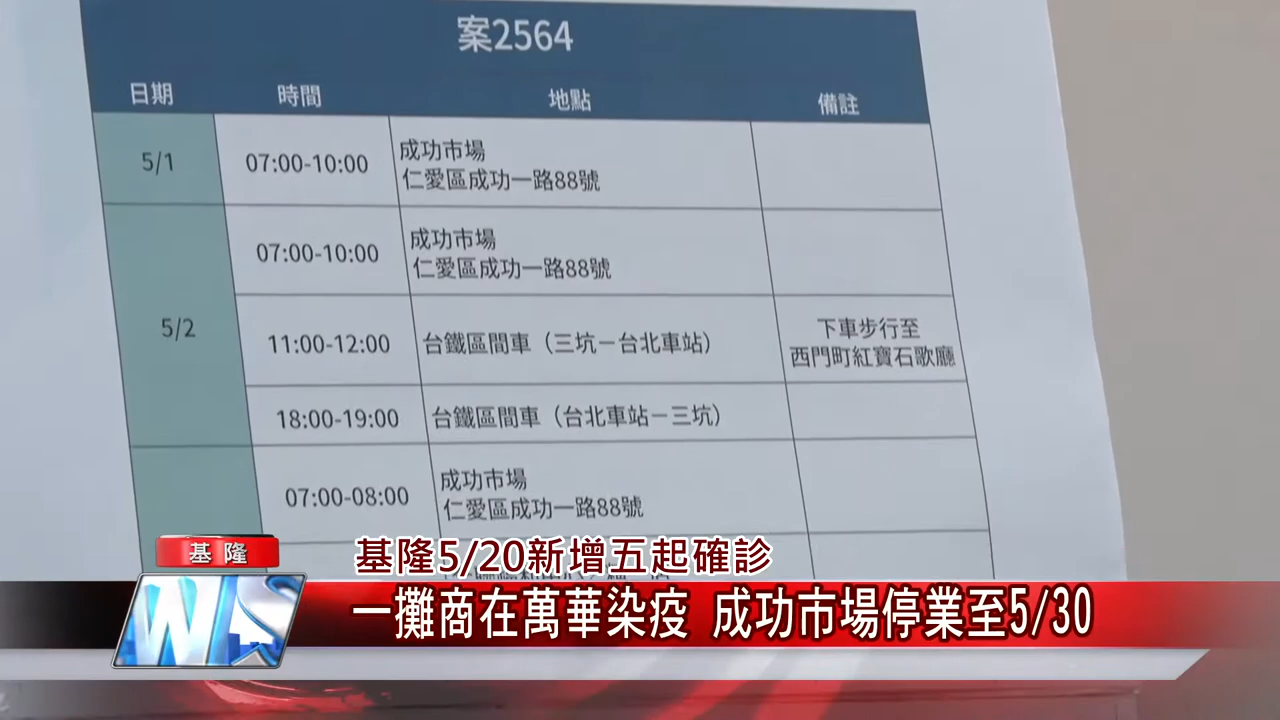 案2564
日期 時間 地點 備註
5/1 07:00-10:00 成功市場
仁愛區成功一路88號
07:00-10:00 成功市場
仁愛區成功一路88號
5/2
11:00-12:00 台鐵區間車（三坑－台北車站） 下車步行至
西門町紅寶石歌廳
18:00-19:00 台鐵區間車（台北車站－三坑）
07:00-08:00 成功市場
仁愛區成功一路88號
基隆
基隆5/20新增五起確診
WS
一攤商在萬華染疫 成功市場停業至5/30